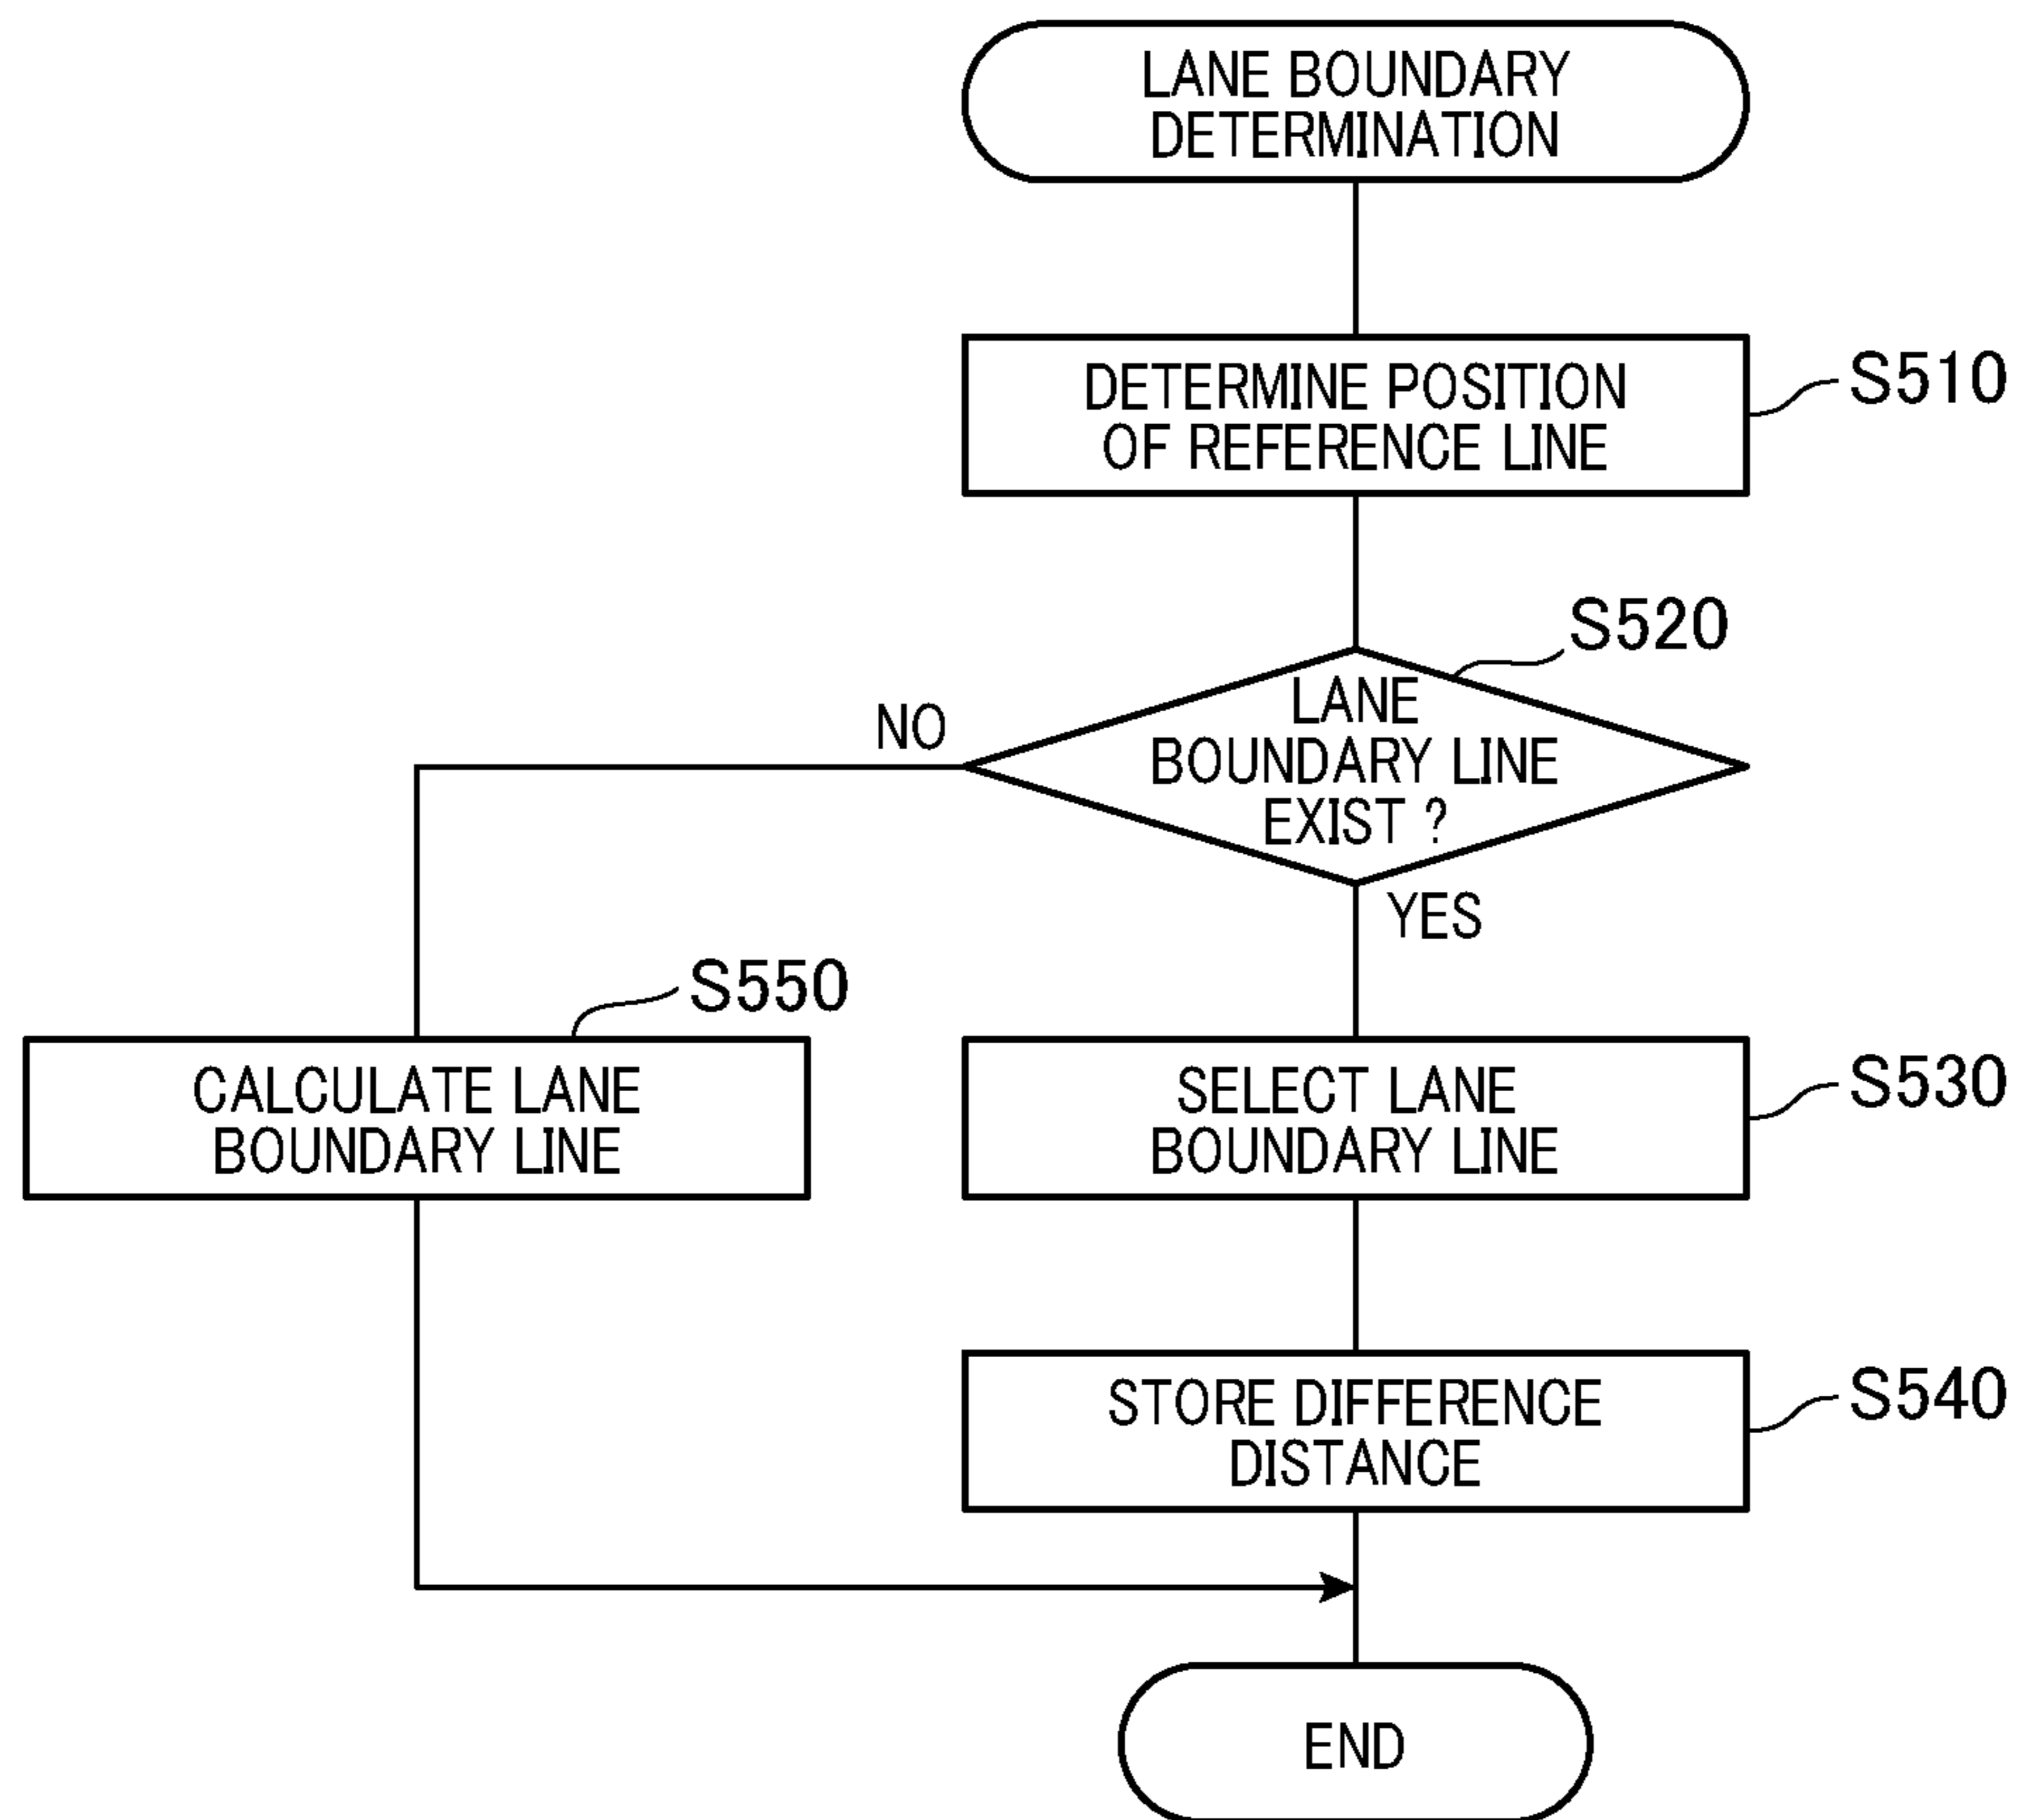 LANE BOUNDARY
DETERMINATION
DETERMINE POSITION
OF REFERENCE LINE
S510
S520
LANE
BOUNDARY LINE
EXIST ?
NO
YES
S550
CALCULATE LANE
BOUNDARY LINE
SELECT LANE
BOUNDARY LINE
S530
STORE DIFFERENCE
DISTANCE
S540
END